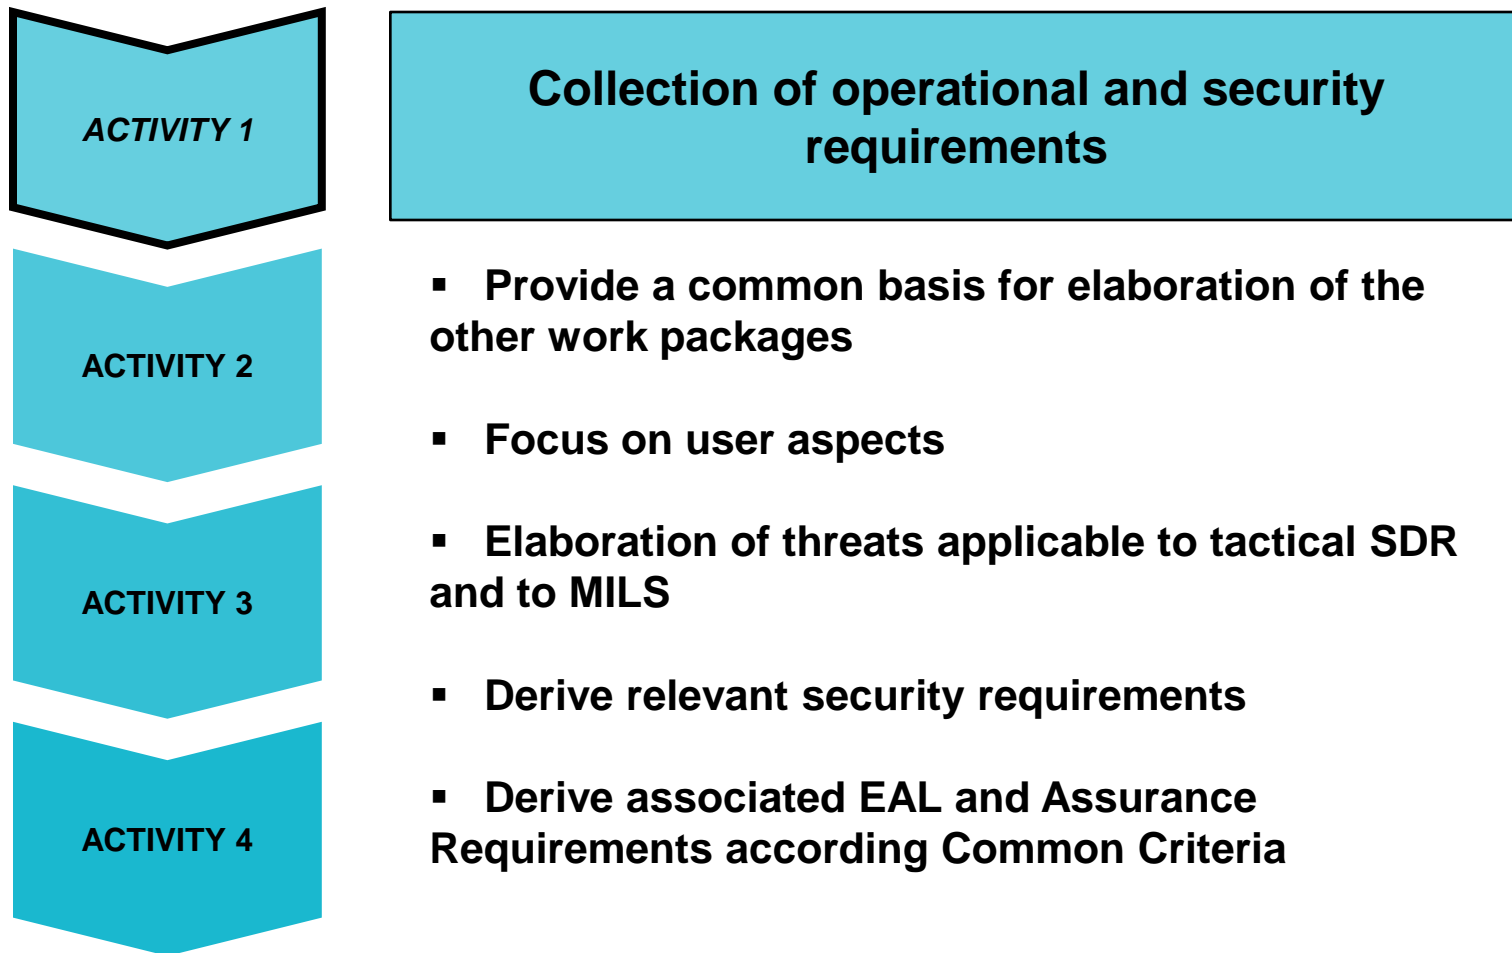 ACTIVITY 1
Collection of operational and security
requirements
ACTIVITY 2
ACTIVITY 3
ACTIVITY 4
▪ Provide a common basis for elaboration of the
other work packages
▪ Focus on user aspects
▪ Elaboration of threats applicable to tactical SDR
and to MILS
▪ Derive relevant security requirements
▪ Derive associated EAL and Assurance
Requirements according Common Criteria